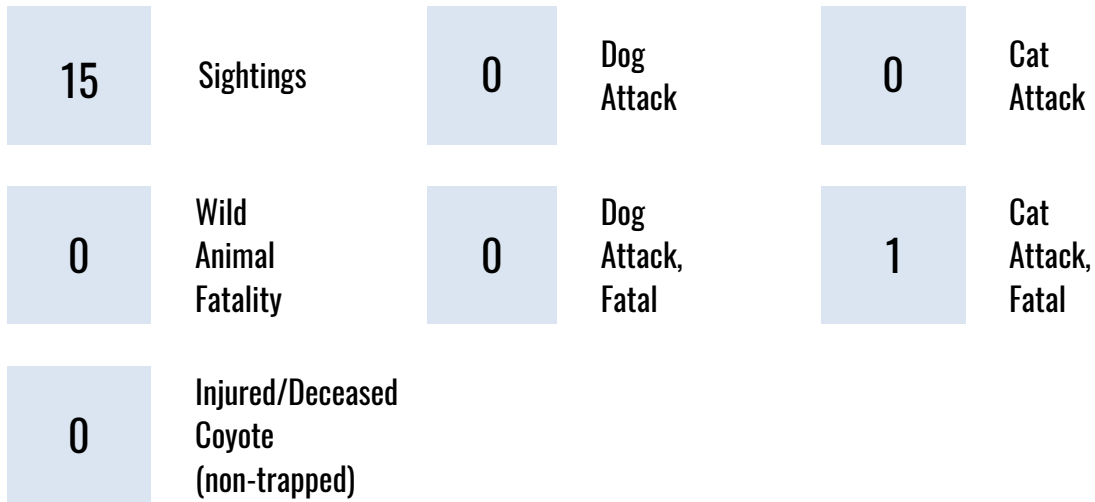 15
Sightings
0
Dog
Attack
0
Cat
Attack
0
Wild
Animal
Fatality
0
Dog
Attack,
Fatal
1
Cat
Attack,
Fatal
0
Injured/Deceased
Coyote
(non-trapped)